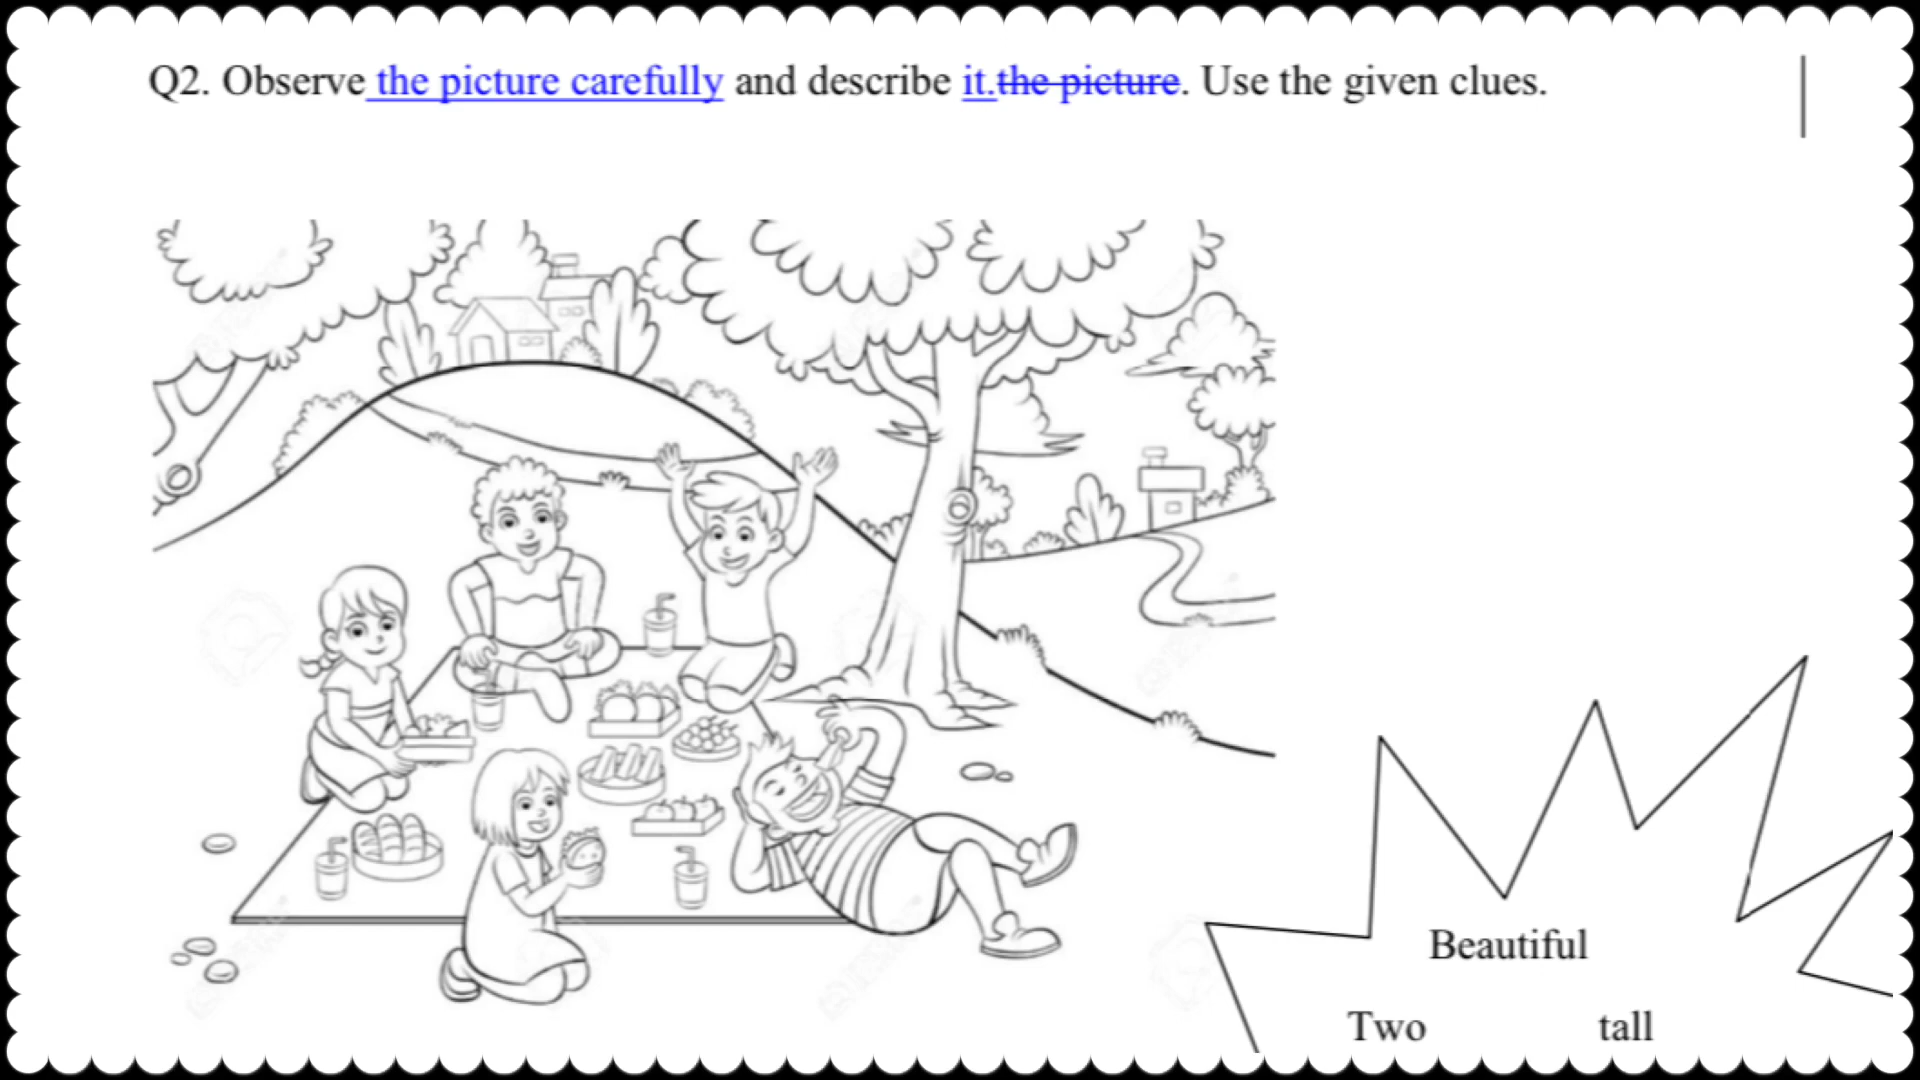 Q2. Observe the picture carefully and describe it.the picture. Use the given clues.
Beautiful
Two tall